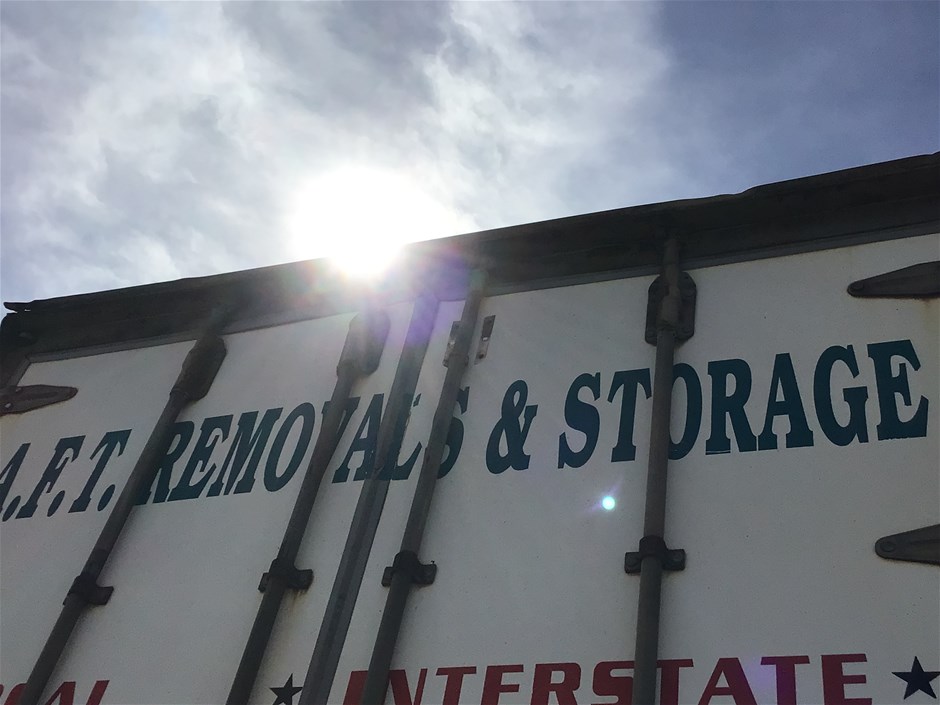 A.F.T. REMOVALS & STORAGE
★ INTERSTATE ★